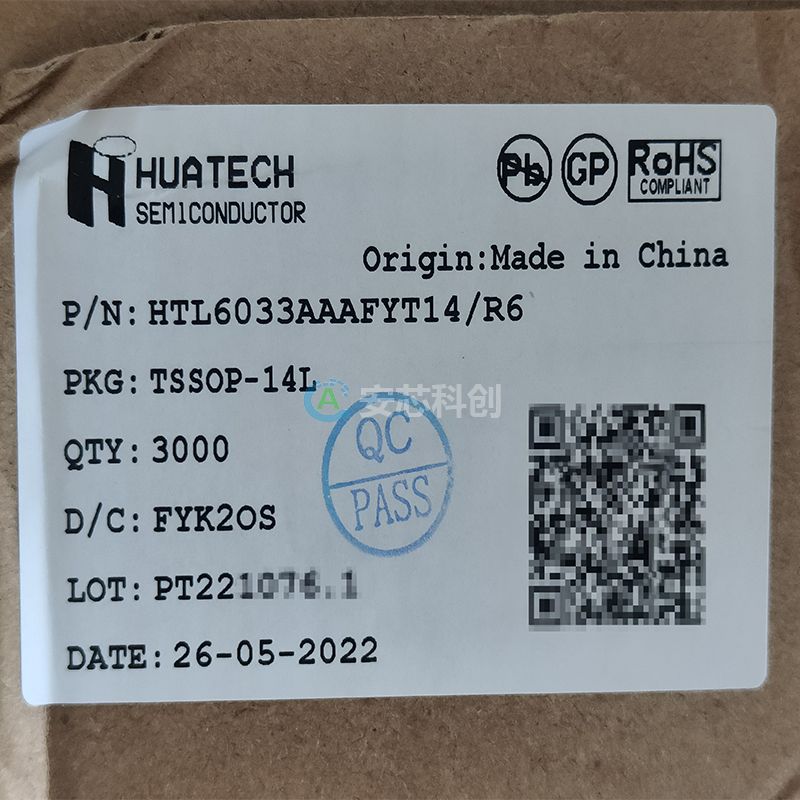 HUATECH
SEMICONDUCTOR
Pb
GP
RoHS
COMPLIANT
Origin:Made in China
P/N: HTL6033AAAFYT14/R6
PKG: TSSOP-14L
A 安芯科创
QTY: 3000
QC
PASS
D/C: FYK2OS
LOT: PT221076.1
DATE: 26-05-2022